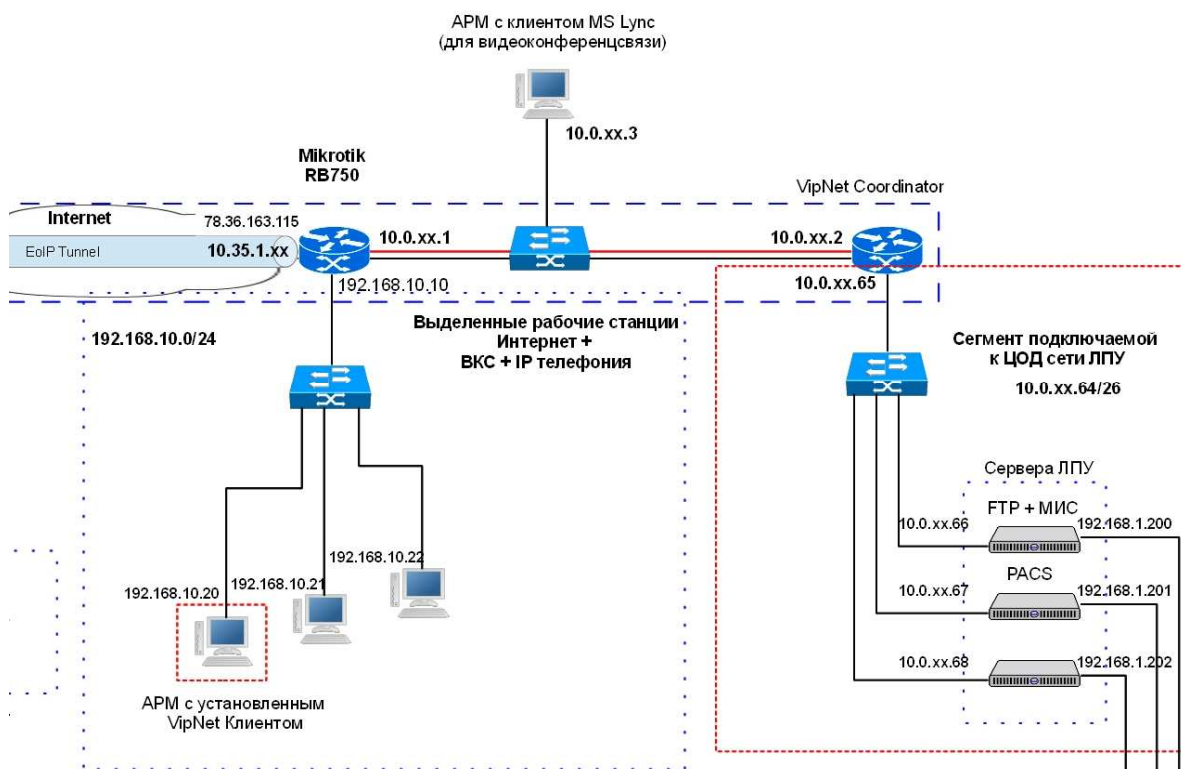 АРМ с клиентом MS Lync
(для видеоконференцсвязи)
10.0.xx.3
Mikrotik
RB750
VipNet Coordinator
Internet
78.36.163.115
EoIP Tunnel
10.35.1.xx
10.0.xx.1
10.0.xx.2
192.168.10.10
10.0.xx.65
192.168.10.0/24
Выделенные рабочие станции
Интернет +
ВКС + IP телефония
Сегмент подключаемой
к ЦОД сети ЛПУ
10.0.xx.64/26
Сервера ЛПУ
FTP + МИС
10.0.xx.66
192.168.1.200
PACS
10.0.xx.67
192.168.1.201
10.0.xx.68
192.168.1.202
192.168.10.22
192.168.10.21
192.168.10.20
АРМ с установленным
VipNet Клиентом